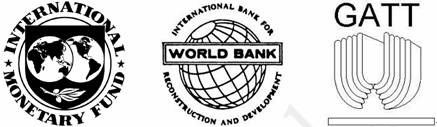 INTERNATIONAL
MONETARY FUND
INTERNATIONAL BANK FOR
WORLD BANK
RECONSTRUCTION AND DEVELOPMENT
GATT